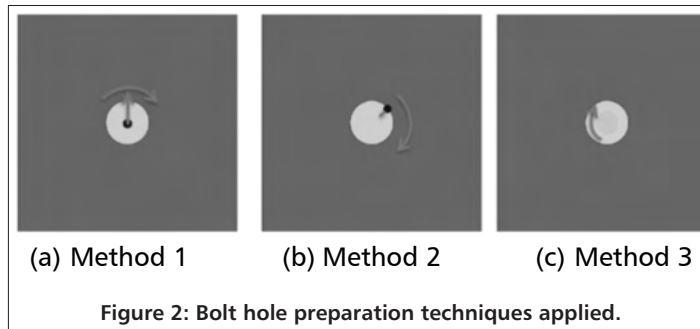 (a) Method 1 (b) Method 2 (c) Method 3
Figure 2: Bolt hole preparation techniques applied.